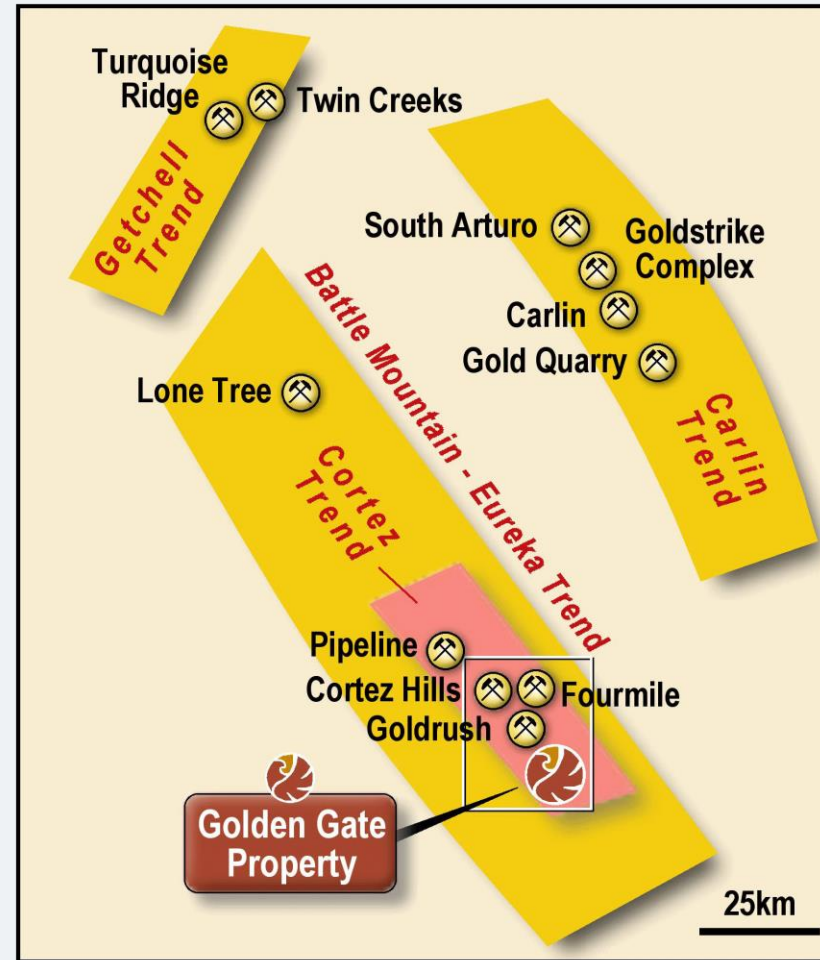 Turquoise
Ridge
Twin Creeks
Getchell
Trend
South Arturo
Goldstrike
Complex
Carlin
Gold Quarry
Carlin
Trend
Battle Mountain - Eureka Trend
Lone Tree
Cortez
Trend
Pipeline
Cortez Hills
Fourmile
Goldrush
Golden Gate
Property
25km